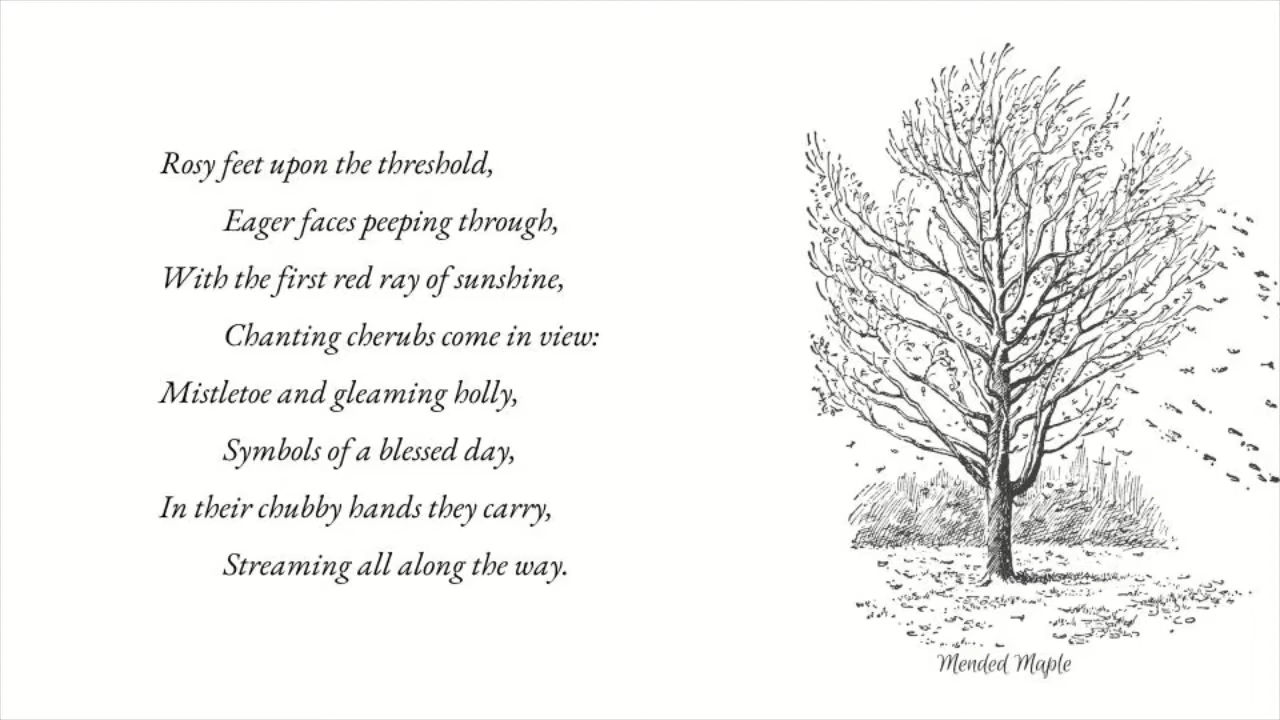 Rosy feet upon the threshold,
Eager faces peeping through,
With the first red ray of sunshine,
Chanting cherubs come in view:
Mistletoe and gleaming holly,
Symbols of a blessed day,
In their chubby hands they carry,
Streaming all along the way.
Mended Maple